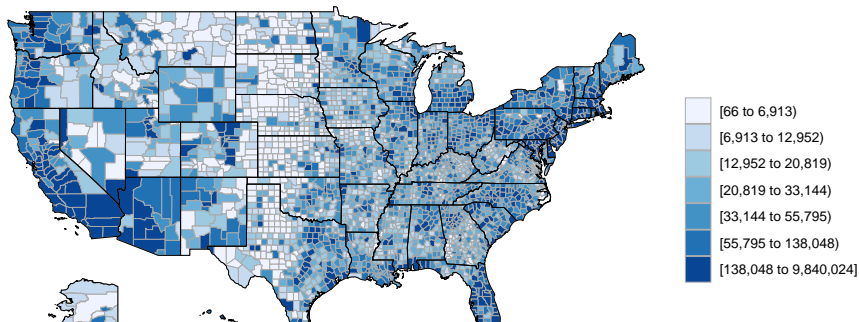 [66 to 6,913)
[6,913 to 12,952)
[12,952 to 20,819)
[20,819 to 33,144)
[33,144 to 55,795)
[55,795 to 138,048)
[138,048 to 9,840,024]